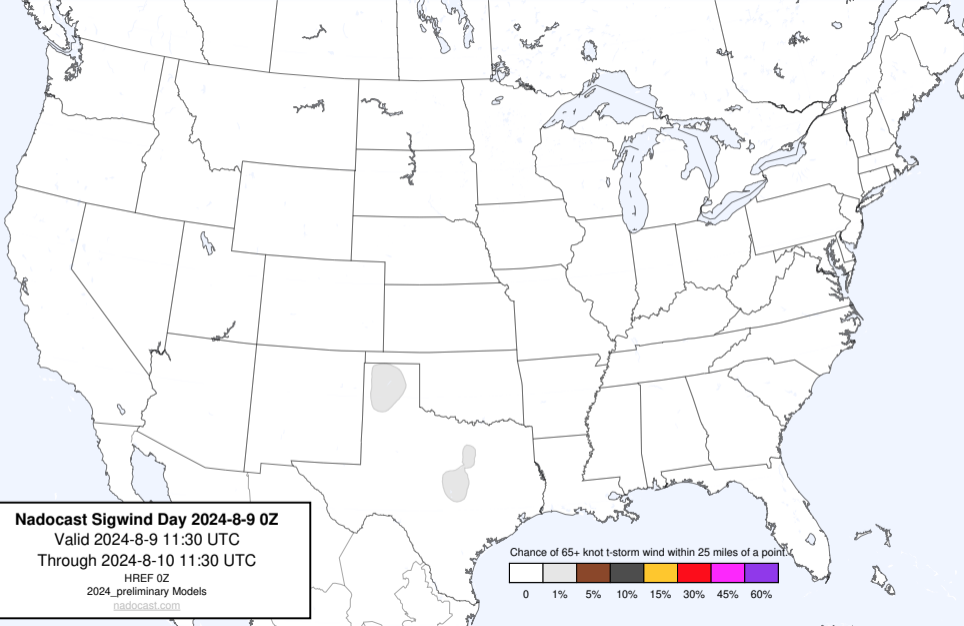 Nadocast Sigwind Day 2024-8-9 0Z
Valid 2024-8-9 11:30 UTC
Through 2024-8-10 11:30 UTC
HREF 0Z
2024_preliminary Models
nadocast.com
Chance of 65+ knot t-storm wind within 25 miles of a point.
0 1% 5% 10% 15% 30% 45% 60%